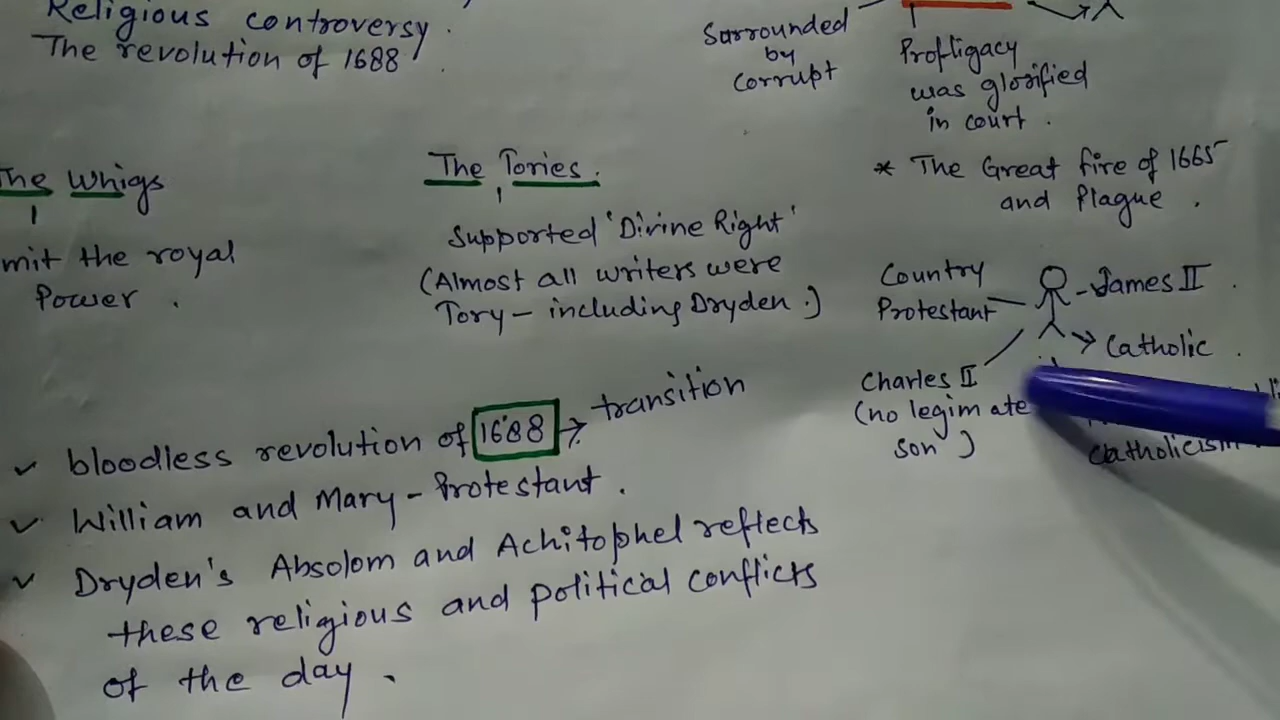 Religious controversy.
The revolution of 1688.
Surrounded
by
corrupt
Profligacy
was glorified
in court.
The Whigs
mit the royal
Power.
The Tories.
Supported 'Divine Right'
(Almost all writers were
Tory - including Dryden.)
* The Great fire of 1665
and Plague.
Country
Protestant
James II.
Catholic.
Charles II
(no legim ate
son)
Catholicism
✓ bloodless revolution of 1688 → transition
✓ William and Mary - Protestant.
✓ Dryden's Absolom and Achitophel reflects
these religious and political conflicts
of the day.